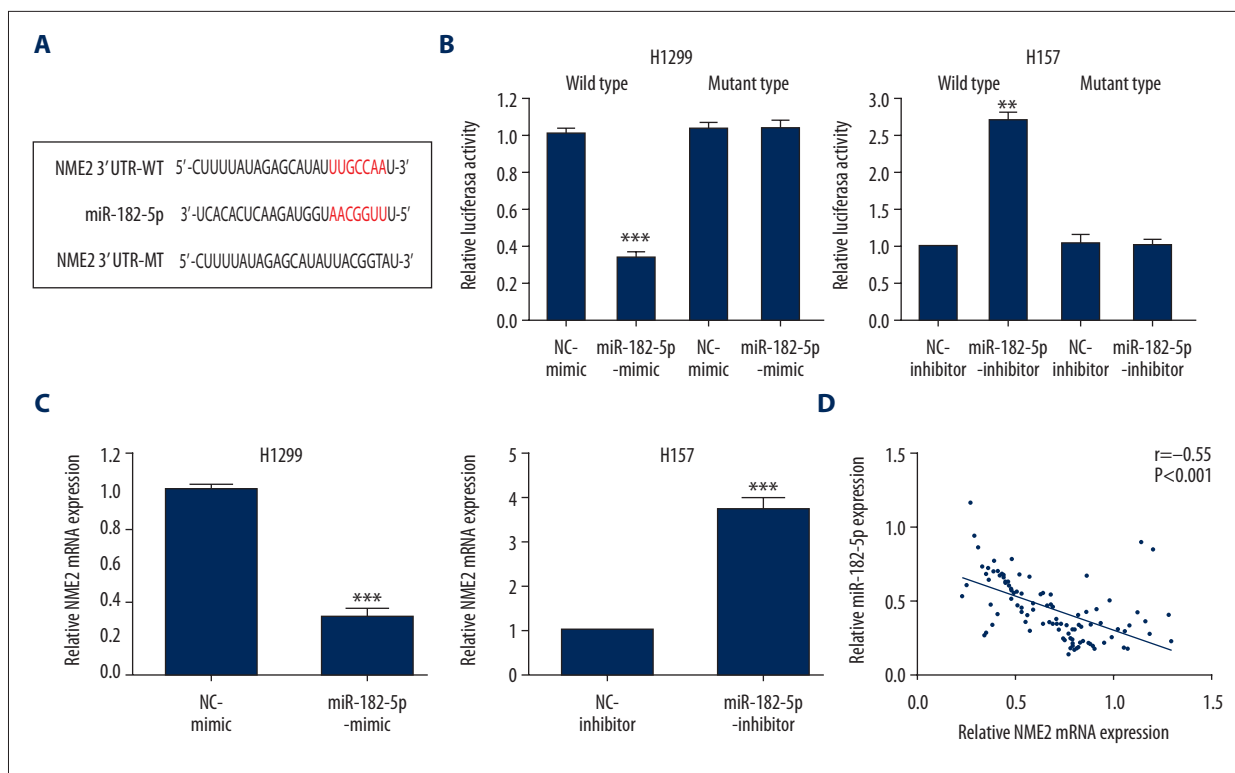 A
NME2 3' UTR-WT 5'-CUUUUAUAGAGCAUAUUUGCCAAU-3'
miR-182-5p 3'-UCACACUCAAGAUGGUAACGGUUU-5'
NME2 3' UTR-MT 5'-CUUUUAUAGAGCAUAUUACGGTAU-3'
B
H1299
Wild type Mutant type
Relative luciferasa activity
1.2
1.0
0.8
0.6
0.4
0.2
0.0
***
NC-
mimic
miR-182-5p
-mimic
NC-
mimic
miR-182-5p
-mimic
H157
Wild type Mutant type
Relative luciferasa activity
3.0
2.5
2.0
1.5
1.0
0.5
0.0
**
NC-
inhibitor
miR-182-5p
-inhibitor
NC-
inhibitor
miR-182-5p
-inhibitor
C
H1299
Relative NME2 mRNA expression
1.2
1.0
0.8
0.6
0.4
0.2
0.0
***
NC-
mimic
miR-182-5p
-mimic
H157
Relative NME2 mRNA expression
5
4
3
2
1
0
***
NC-
inhibitor
miR-182-5p
-inhibitor
D
r=−0.55
P<0.001
Relative miR-182-5p expression
1.5
1.0
0.5
0.0
0.0 0.5 1.0 1.5
Relative NME2 mRNA expression